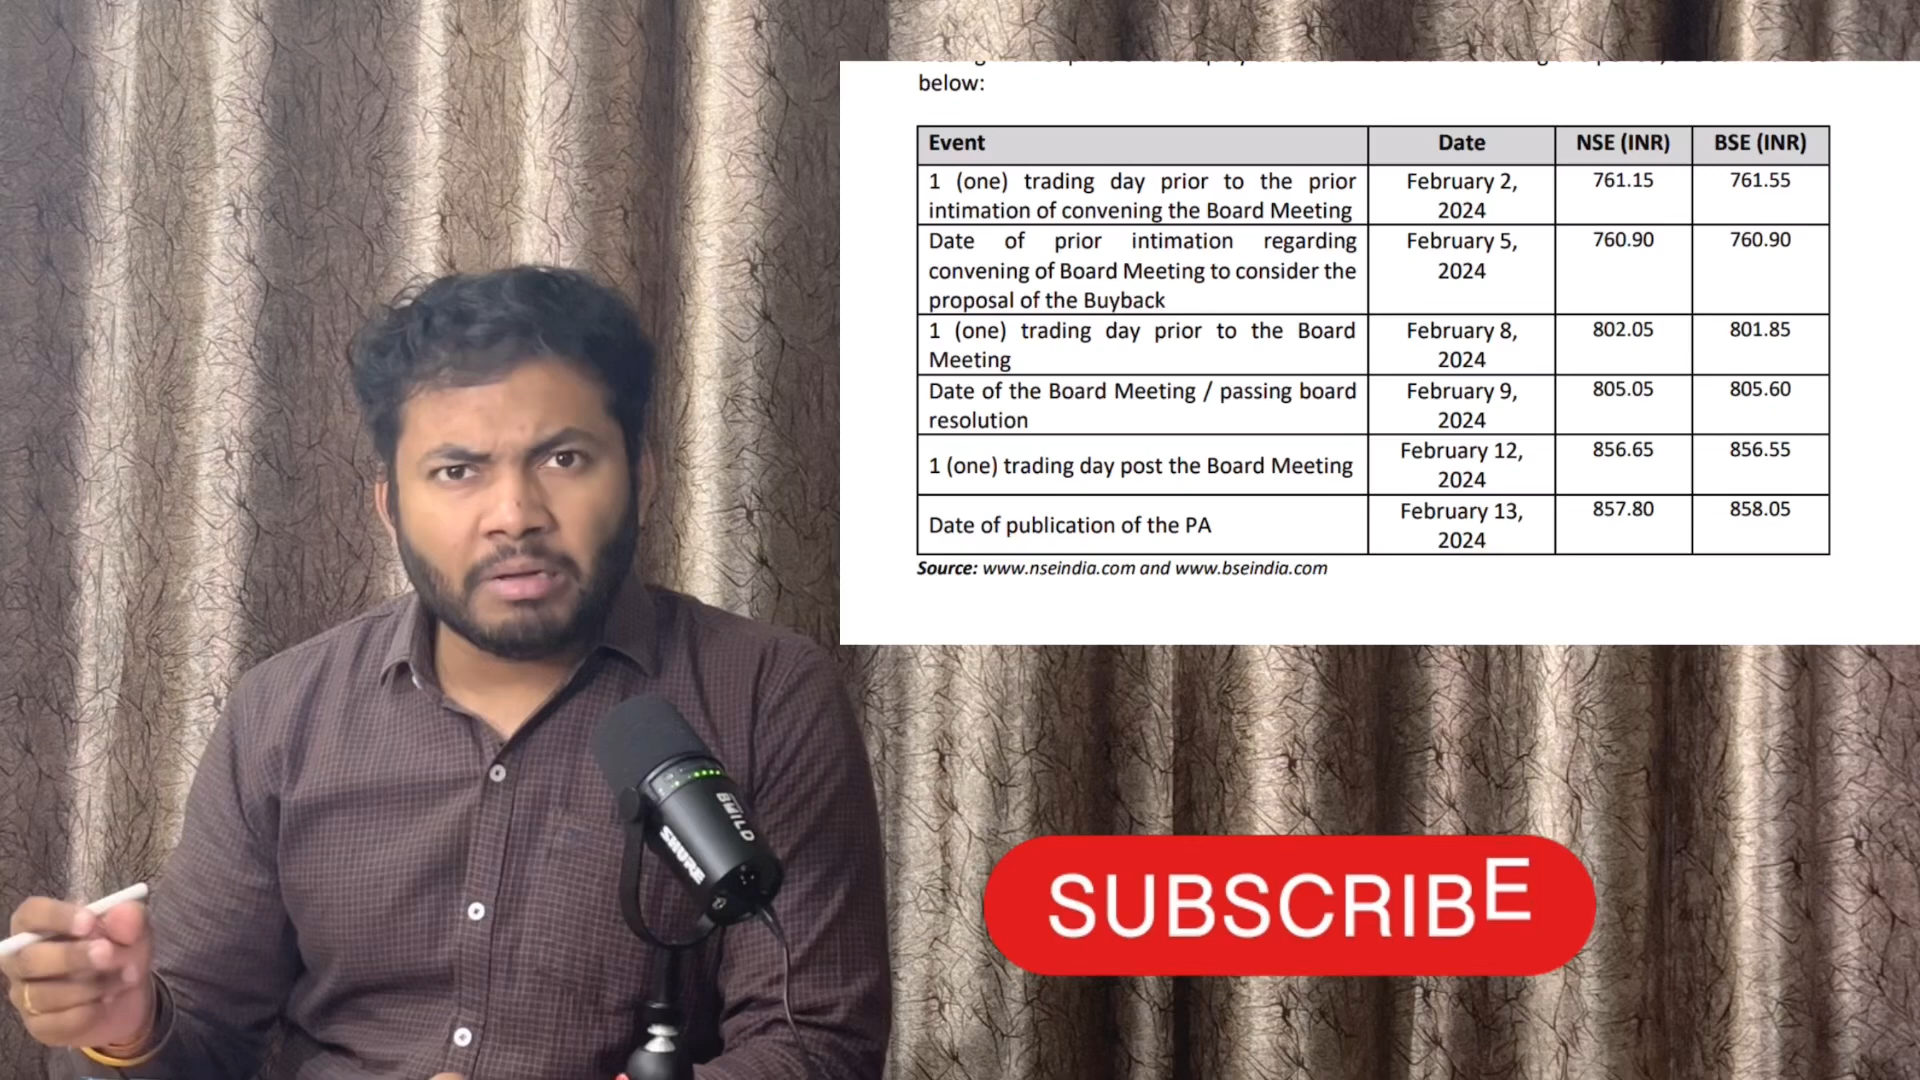 below:
Event Date NSE (INR) BSE (INR)
1 (one) trading day prior to the prior February 2, 761.15 761.55
intimation of convening the Board Meeting 2024
Date of prior intimation regarding February 5, 760.90 760.90
convening of Board Meeting to consider the 2024
proposal of the Buyback
1 (one) trading day prior to the Board February 8, 802.05 801.85
Meeting 2024
Date of the Board Meeting / passing board February 9, 805.05 805.60
resolution 2024
1 (one) trading day post the Board Meeting February 12, 856.65 856.55
2024
Date of publication of the PA February 13, 857.80 858.05
2024
Source: www.nseindia.com and www.bseindia.com
SHURE
SUBSCRIBE